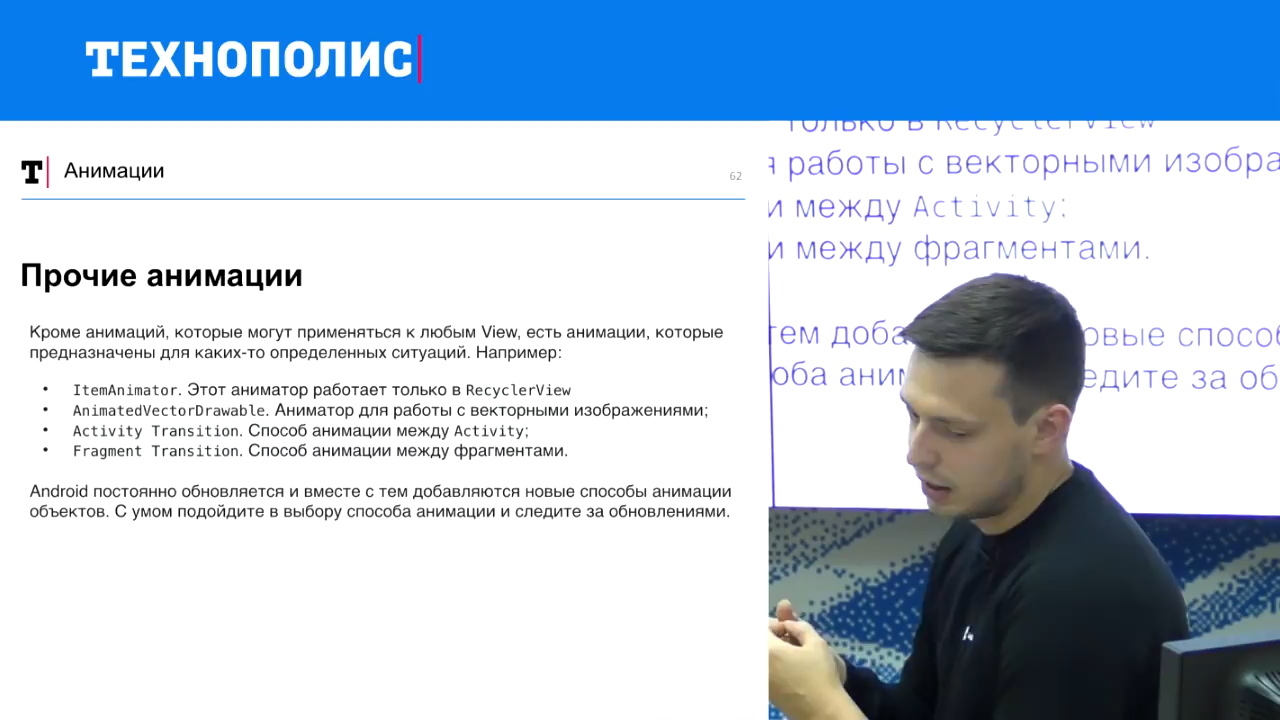 ТЕХНОПОЛИС
Т Анимации
62
Прочие анимации
Кроме анимаций, которые могут применяться к любым View, есть анимации, которые
предназначены для каких-то определенных ситуаций. Например:
• ItemAnimator. Этот аниматор работает только в RecyclerView
• AnimatedVectorDrawable. Аниматор для работы с векторными изображениями;
• Activity Transition. Способ анимации между Activity;
• Fragment Transition. Способ анимации между фрагментами.
Android постоянно обновляется и вместе с тем добавляются новые способы анимации
объектов. С умом подойдите в выбору способа анимации и следите за обновлениями.
только в RecyclerView
я работы с векторными изобра
и между Activity;
и между фрагментами.
тем доба овые способ
оба аним едите за об